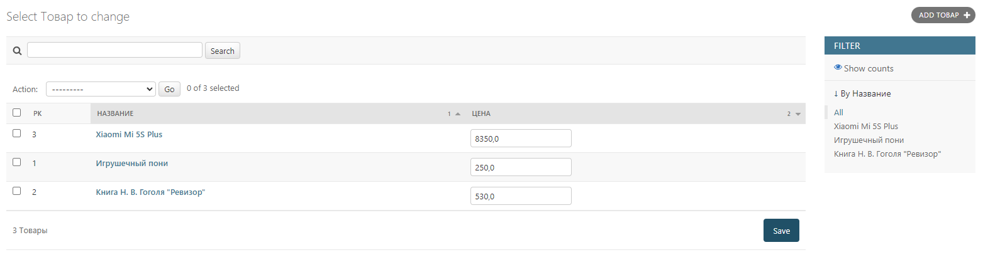 Select Товар to change
ADD ТОВАР
Search
Action: --------- Go 0 of 3 selected
PK НАЗВАНИЕ 1 ЦЕНА 2
3 Xiaomi Mi 5S Plus 8350,0
1 Игрушечный пони 250,0
2 Книга Н. В. Гоголя "Ревизор" 530,0
3 Товары Save
FILTER
Show counts
↓ By Название
All
Xiaomi Mi 5S Plus
Игрушечный пони
Книга Н. В. Гоголя "Ревизор"